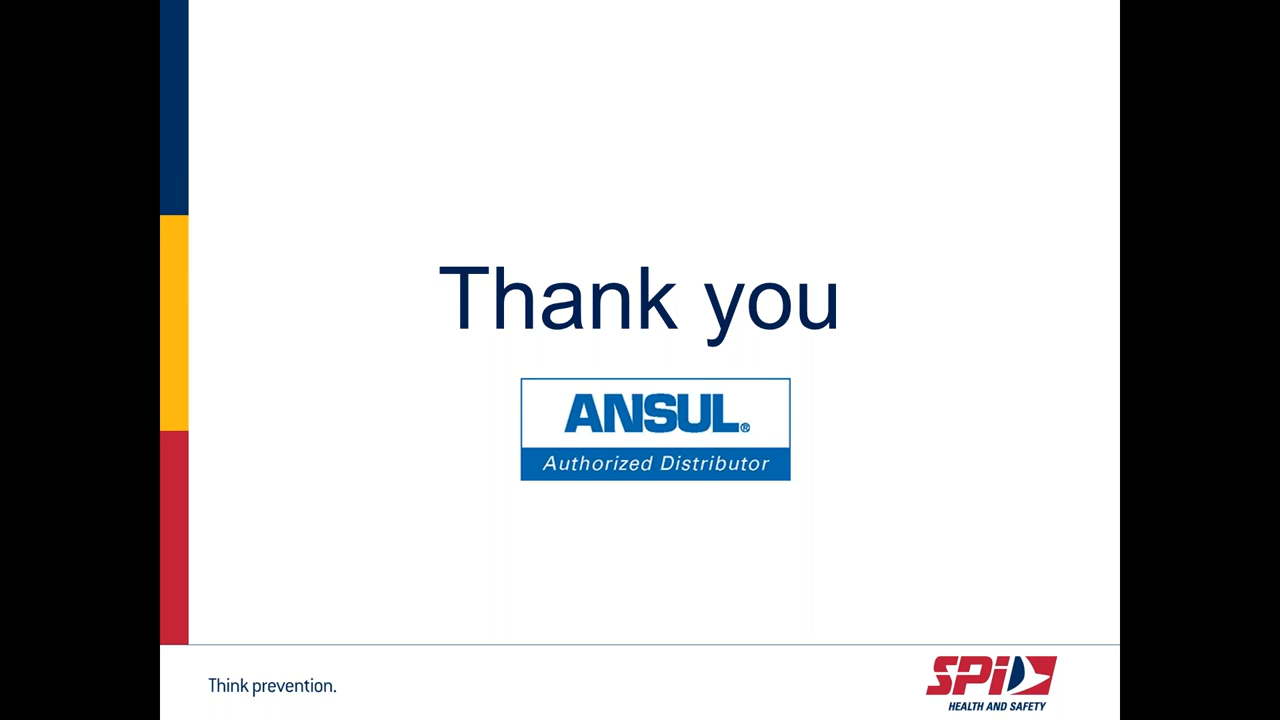 Thank you
ANSUL®
Authorized Distributor
Think prevention.
SPI
HEALTH AND SAFETY